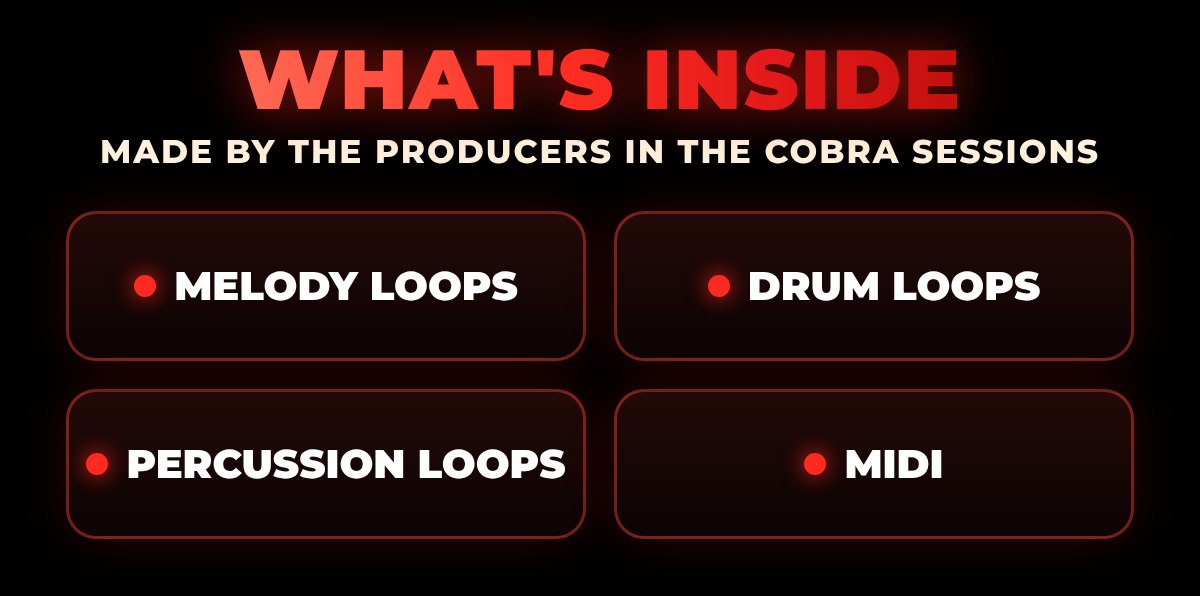 WHAT'S INSIDE
MADE BY THE PRODUCERS IN THE COBRA SESSIONS
MELODY LOOPS
DRUM LOOPS
PERCUSSION LOOPS
MIDI